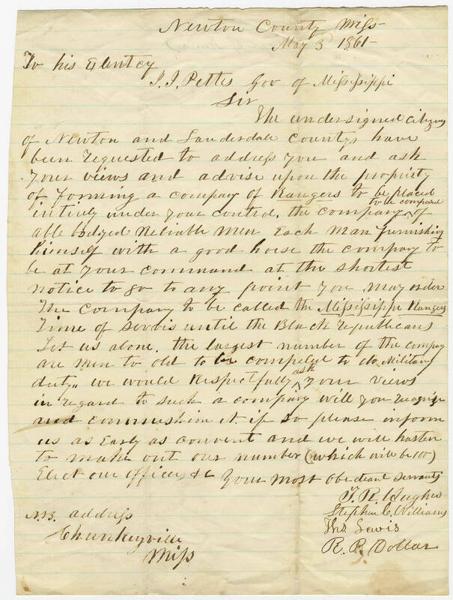 Newton County Miss
May 3 1861
To his Exlentcy
J. J. Pettes Gov of Mississippi
Sir
The undersigned citizens
of Newton and Lauderdale Countys have
been requested to address you and ask
your views and advise upon the propriety
of forming a company of Rangers to be placed
intirely under your control, the company to be compose of
able bodyed Reliable Men Each Man furnishing
himself with a good horse the company to
be at your command at the shortest
notice to go to any point you may order
The company to be called the Mississippi Rangers
Time of Servis until the Black Republicans
Let us alone. the largest number of the company
are Men to old to be compeled to do Military
duty. we would Respectfully ask your views
in regard to such a company will you recognize
and commishin it if so please inform
us as Early as convent and we will hasten
to make out our number (which will be 100)
Elect our officers &c Your most obedient servants
T. R. Hughes
N.B. address Stephen C. Williams
Chunkeyville Jno Lewis
Miss R. P. Dollar